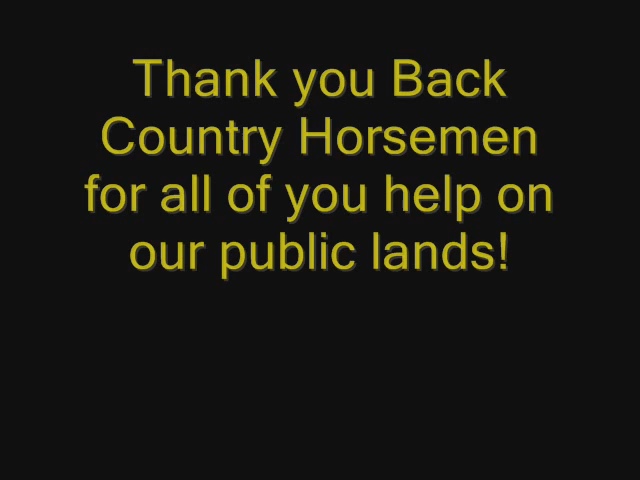 Thank you Back
Country Horsemen
for all of you help on
our public lands!